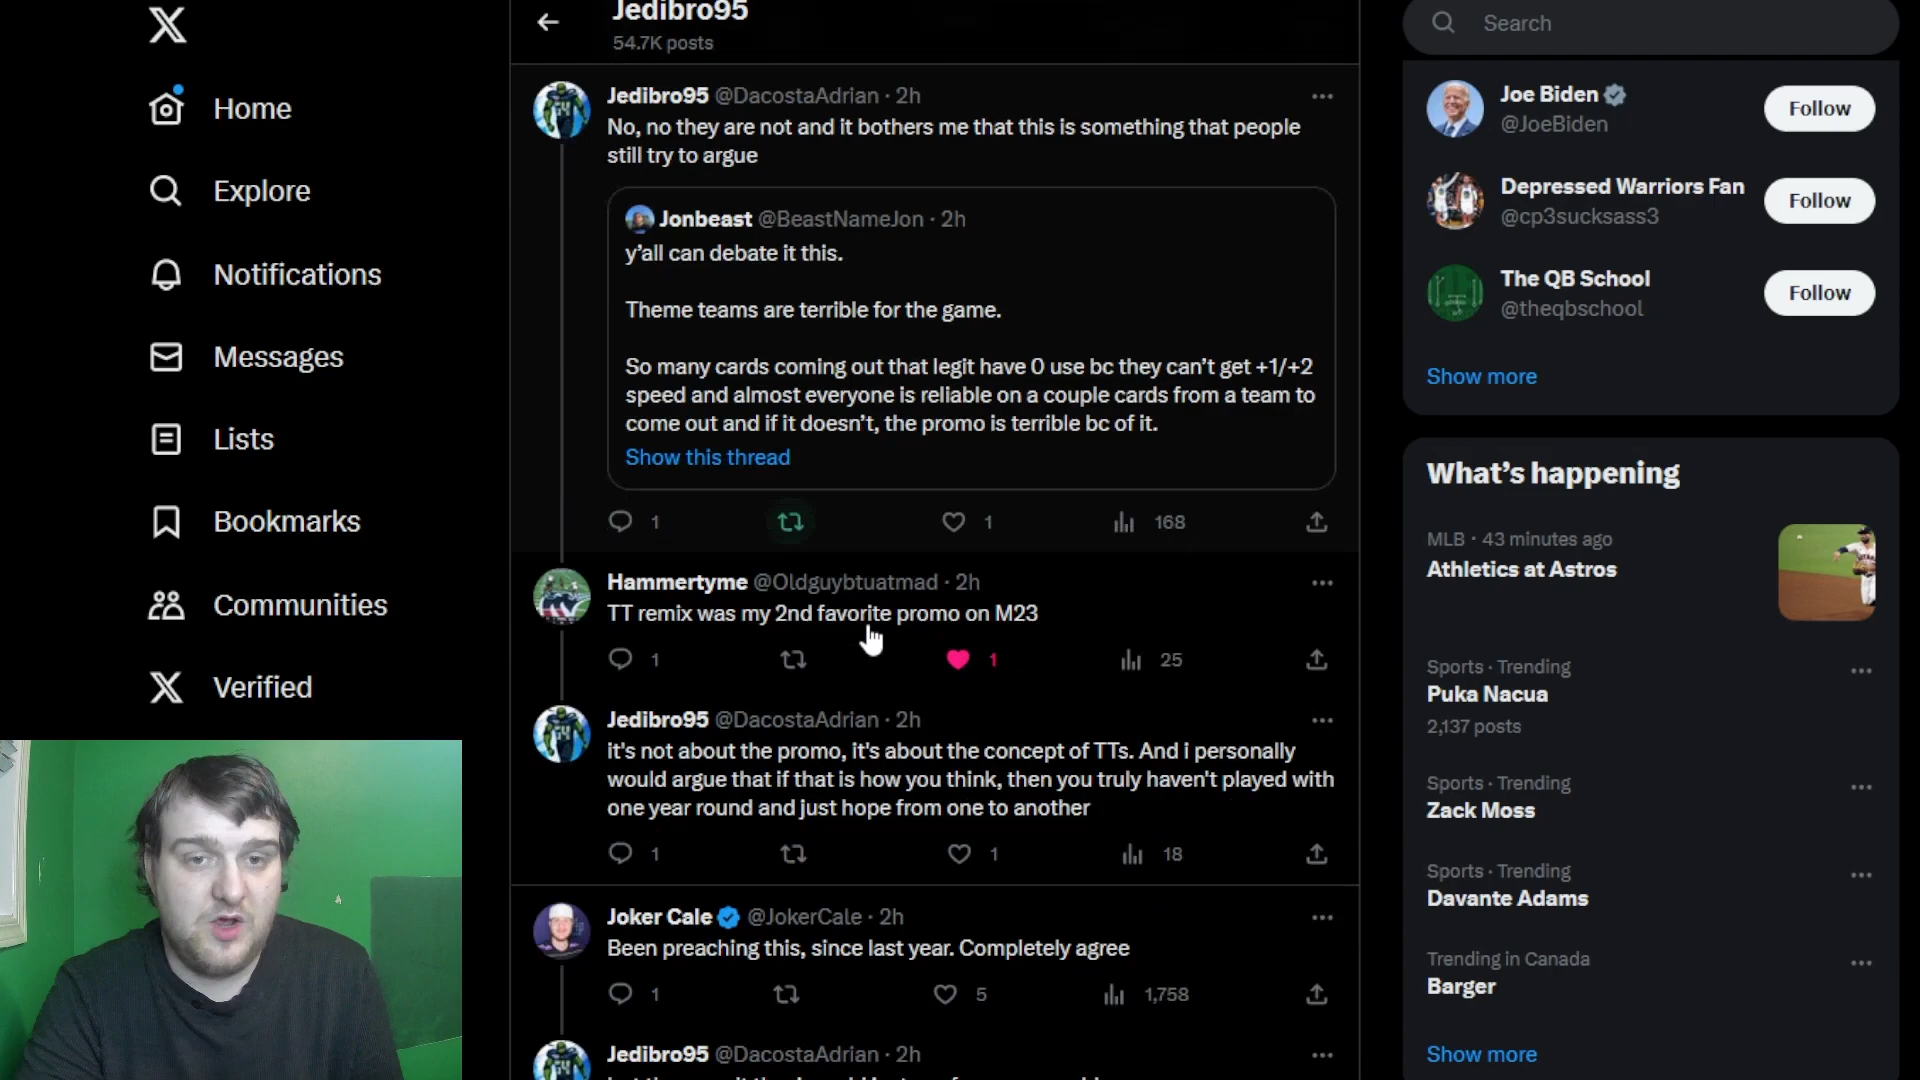 Jedibro95
54.7K posts
Home
Explore
Notifications
Messages
Lists
Bookmarks
Communities
Verified
Jedibro95 @DacostaAdrian · 2h
No, no they are not and it bothers me that this is something that people
still try to argue
Jonbeast @BeastNameJon · 2h
y'all can debate it this.
Theme teams are terrible for the game.
So many cards coming out that legit have 0 use bc they can't get +1/+2
speed and almost everyone is reliable on a couple cards from a team to
come out and if it doesn't, the promo is terrible bc of it.
Show this thread
1 1 168
Hammertyme @Oldguybtuatmad · 2h
TT remix was my 2nd favorite promo on M23
1 1 25
Jedibro95 @DacostaAdrian · 2h
it's not about the promo, it's about the concept of TTs. And i personally
would argue that if that is how you think, then you truly haven't played with
one year round and just hope from one to another
1 1 18
Joker Cale @JokerCale · 2h
Been preaching this, since last year. Completely agree
1 5 1,758
Jedibro95 @DacostaAdrian · 2h
Search
Joe Biden
@JoeBiden
Follow
Depressed Warriors Fan
@cp3sucksass3
Follow
The QB School
@theqbschool
Follow
Show more
What's happening
MLB · 43 minutes ago
Athletics at Astros
Sports · Trending
Puka Nacua
2,137 posts
Sports · Trending
Zack Moss
Sports · Trending
Davante Adams
Trending in Canada
Barger
Show more